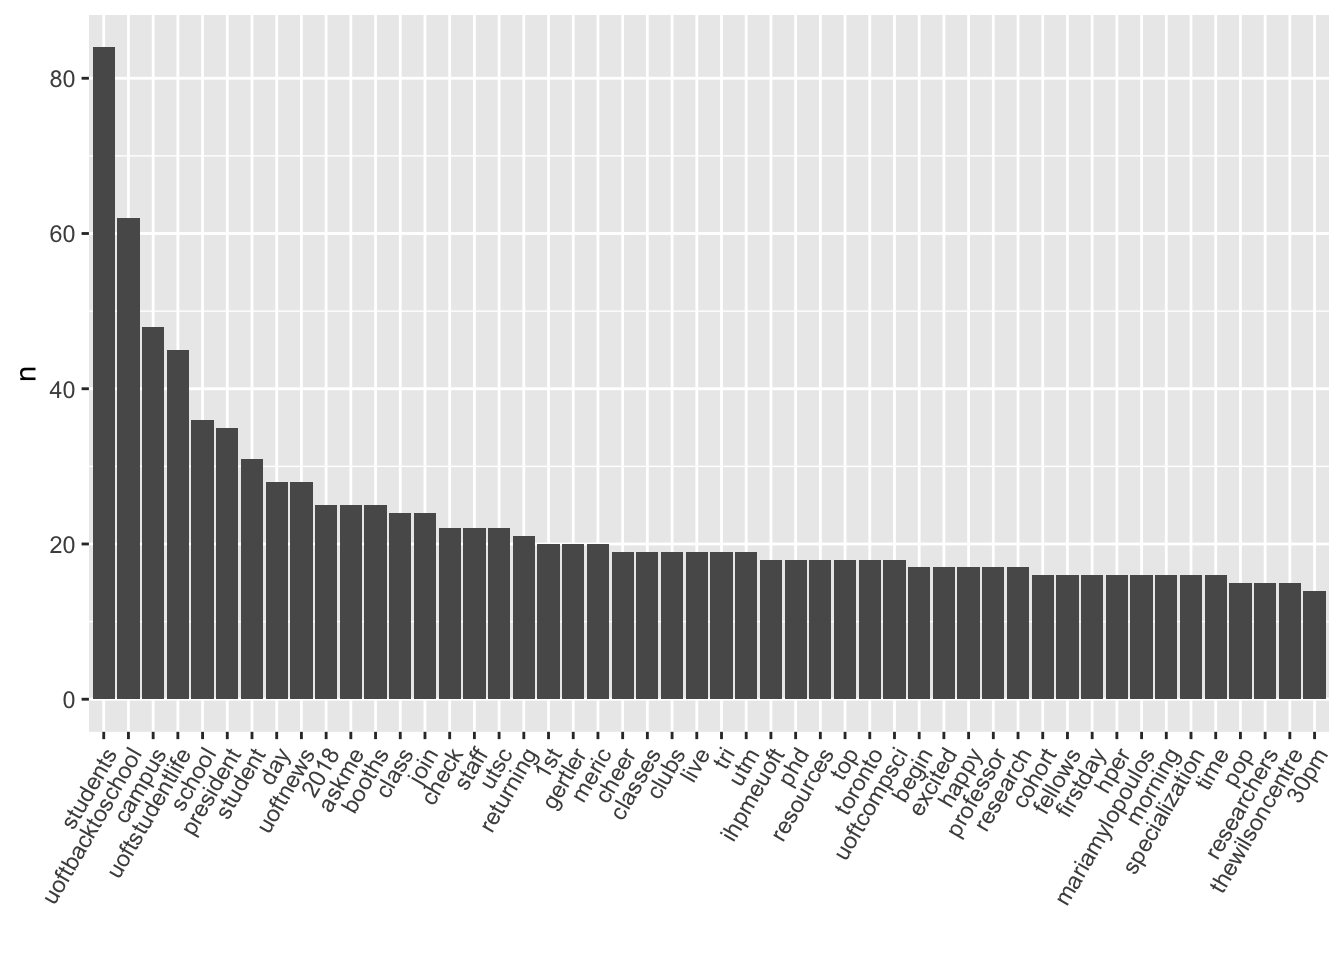 n
80
60
40
20
0
students
uoftbacktoschool
campus
uoftstudentlife
school
president
student
day
uoftnews
2018
askme
booths
class
join
check
staff
utsc
returning
1st
gertler
meric
cheer
classes
clubs
live
tri
utm
ihpmeuoft
phd
resources
top
toronto
uoftcompsci
begin
excited
happy
professor
research
cohort
fellows
firstday
hper
mariamylopoulos
morning
specialization
time
pop
researchers
thewilsoncentre
30pm